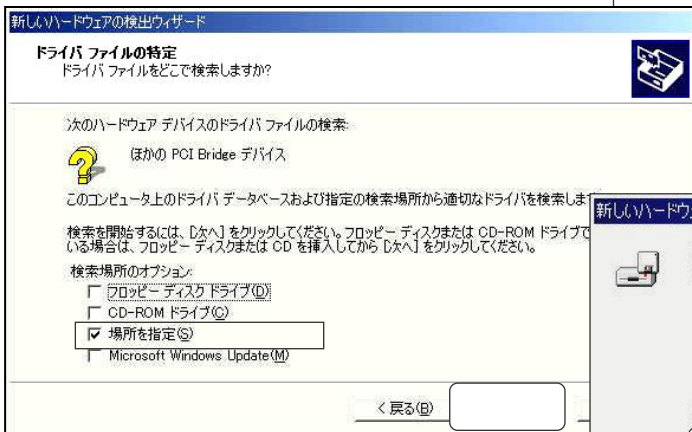 新しいハードウェアの検出ウィザード
ドライバ ファイルの特定
ドライバ ファイルをどこで検索しますか?
次のハードウェア デバイスのドライバ ファイルの検索:
ほかの PCI Bridge デバイス
このコンピュータ上のドライバ データベースおよび指定の検索場所から適切なドライバを検索しま
検索を開始するには、[次へ] をクリックしてください。フロッピー ディスクまたは CD-ROM ドライブで
いる場合は、フロッピー ディスクまたは CD を挿入してから [次へ] をクリックしてください。
検索場所のオプション:
フロッピー ディスク ドライブ(D)
CD-ROM ドライブ(C)
場所を指定(S)
Microsoft Windows Update(M)
< 戻る(B)
新しいハードウェ